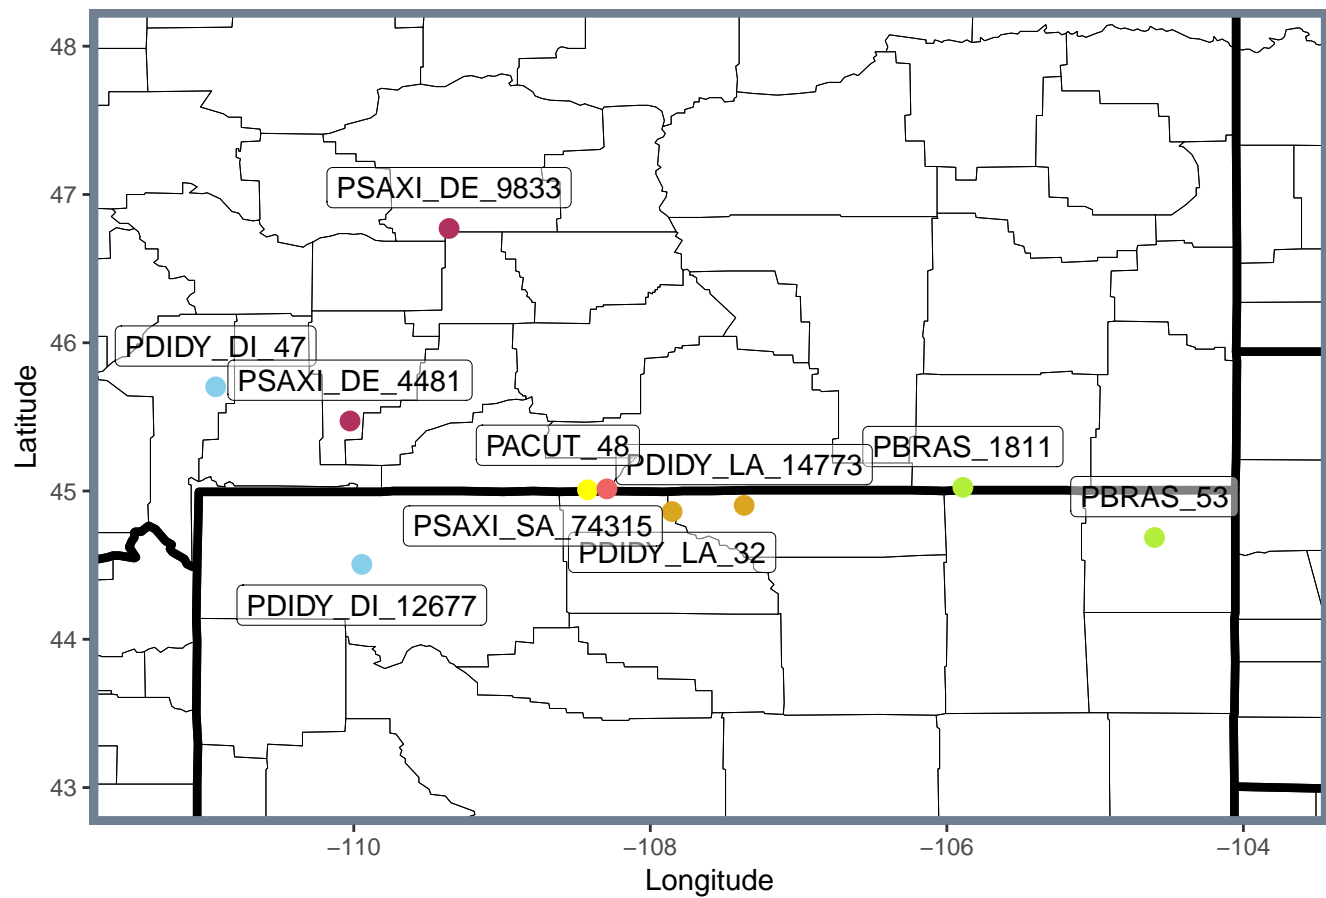 48
47
46
45
44
43
PSAXI_DE_9833
PDIDY_DI_47
PSAXI_DE_4481
PACUT_48
PDIDY_LA_14773
PBRAS_1811
PBRAS_53
PSAXI_SA_74315
PDIDY_LA_32
PDIDY_DI_12677
Latitude
−110
−108
−106
−104
Longitude